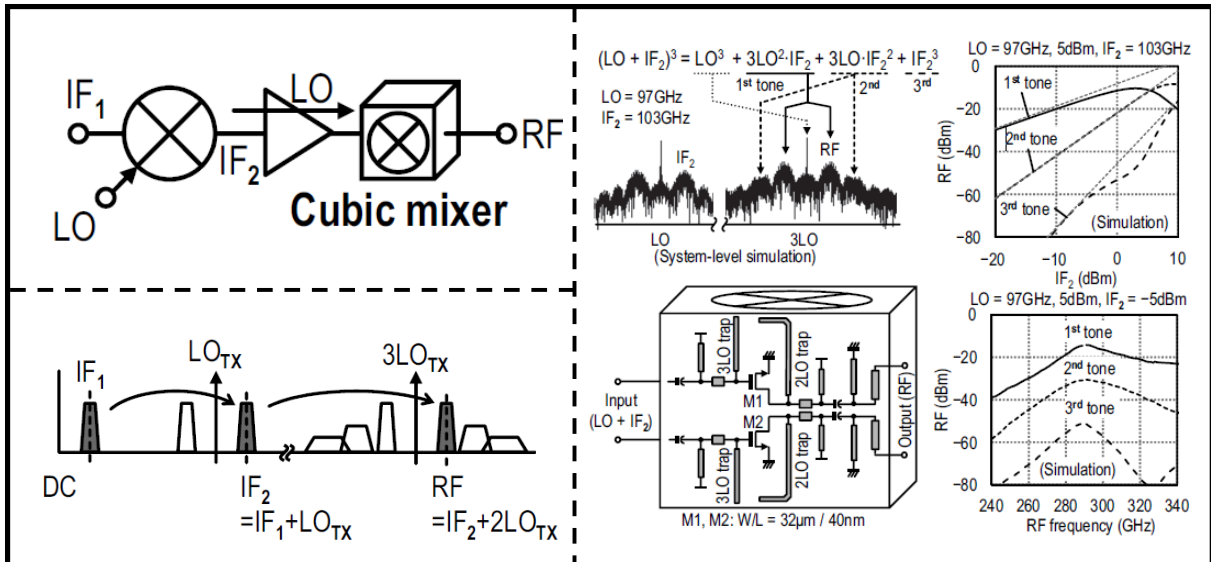 IF1
LO
IF2
LO
RF
Cubic mixer
IF1
LOTX
3LOTX
DC
IF2
=IF1+LOTX
RF
=IF2+2LOTX
(LO + IF2)³ = LO³ + 3LO²·IF2 + 3LO·IF2² + IF2³
1st tone
2nd
3rd
LO = 97GHz
IF2 = 103GHz
IF2
RF
LO
3LO
(System-level simulation)
LO = 97GHz, 5dBm, IF2 = 103GHz
0
−20
−40
−60
−80
RF (dBm)
1st tone
2nd tone
3rd tone
(Simulation)
−20
−10
0
10
IF2 (dBm)
Input
(LO + IF2)
3LO trap
2LO trap
M1
M2
3LO trap
2LO trap
Output (RF)
M1, M2: W/L = 32μm / 40nm
LO = 97GHz, 5dBm, IF2 = −5dBm
0
−20
−40
−60
−80
RF (dBm)
1st tone
2nd tone
3rd tone
(Simulation)
240
260
280
300
320
340
RF frequency (GHz)